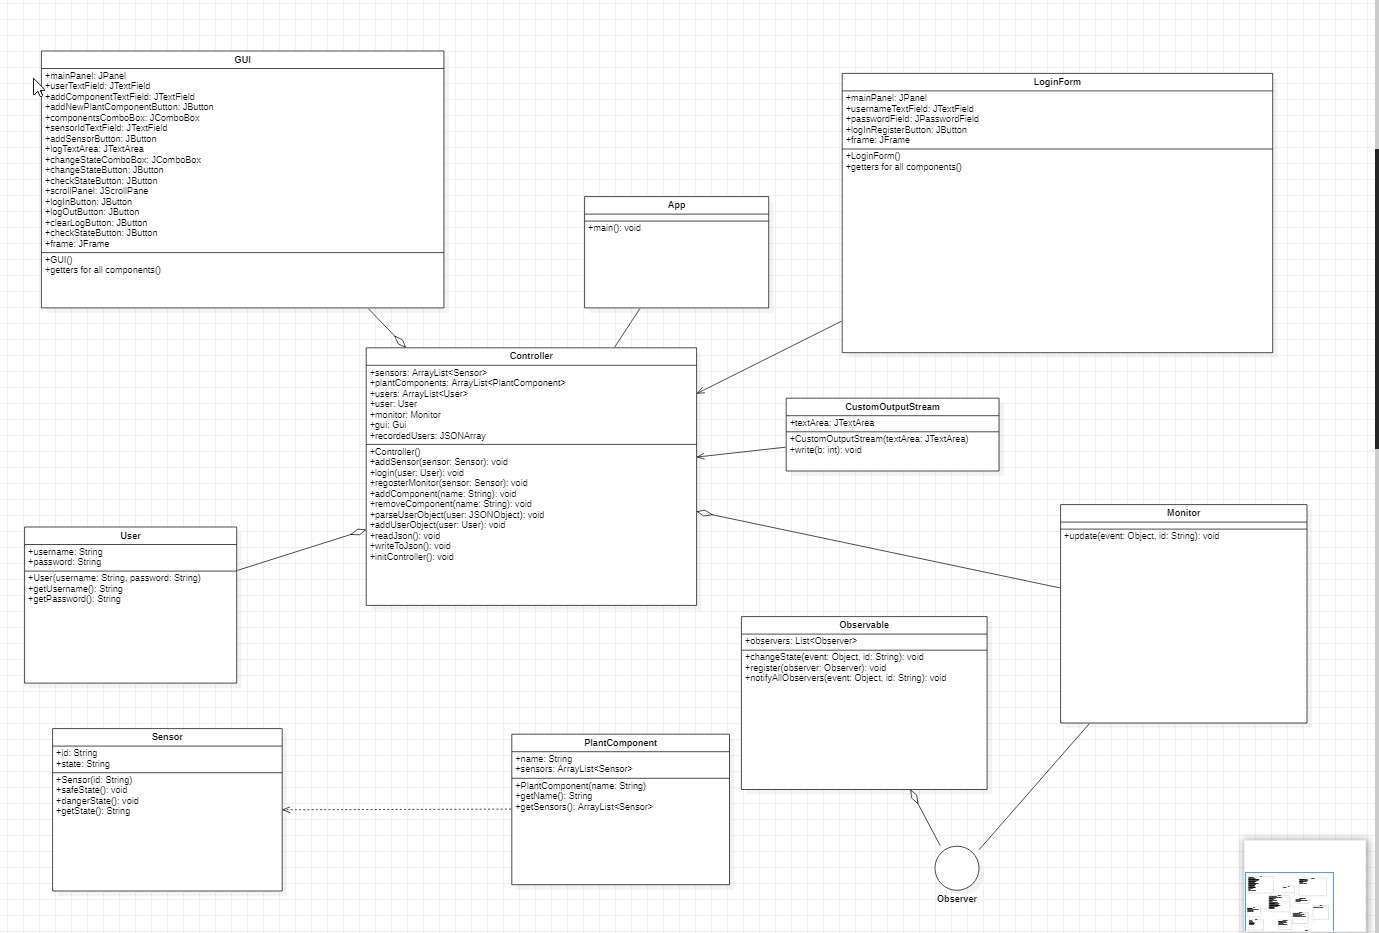 GUI
+mainPanel: JPanel
+userTextField: JTextField
+addComponentTextField: JTextField
+addNewPlantComponentButton: JButton
+componentsComboBox: JComboBox
+sensorIdTextField: JTextField
+addSensorButton: JButton
+logTextArea: JTextArea
+changeStateComboBox: JComboBox
+changeStateButton: JButton
+checkStateButton: JButton
+scrollPanel: JScrollPane
+logInButton: JButton
+logOutButton: JButton
+clearLogButton: JButton
+checkStateButton: JButton
+frame: JFrame
+GUI()
+getters for all components()
LoginForm
+mainPanel: JPanel
+usernameTextField: JTextField
+passwordField: JPasswordField
+logInRegisterButton: JButton
+frame: JFrame
+LoginForm()
+getters for all components()
App
+main(): void
Controller
+sensors: ArrayList<Sensor>
+plantComponents: ArrayList<PlantComponent>
+users: ArrayList<User>
+user: User
+monitor: Monitor
+gui: Gui
+recordedUsers: JSONArray
+Controller()
+addSensor(sensor: Sensor): void
+login(user: User): void
+regosterMonitor(sensor: Sensor): void
+addComponent(name: String): void
+removeComponent(name: String): void
+parseUserObject(user: JSONObject): void
+addUserObject(user: User): void
+readJson(): void
+writeToJson(): void
+initController(): void
CustomOutputStream
+textArea: JTextArea
+CustomOutputStream(textArea: JTextArea)
+write(b: int): void
Monitor
+update(event: Object, id: String): void
User
+username: String
+password: String
+User(username: String, password: String)
+getUsername(): String
+getPassword(): String
Observable
+observers: List<Observer>
+changeState(event: Object, id: String): void
+register(observer: Observer): void
+notifyAllObservers(event: Object, id: String): void
Sensor
+id: String
+state: String
+Sensor(id: String)
+safeState(): void
+dangerState(): void
+getState(): String
PlantComponent
+name: String
+sensors: ArrayList<Sensor>
+PlantComponent(name: String)
+getName(): String
+getSensors(): ArrayList<Sensor>
Observer